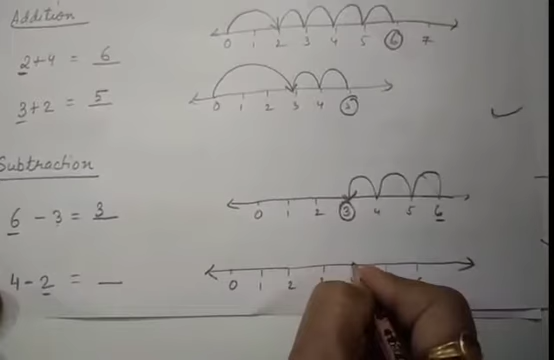 Addition
0 1 2 3 4 5 6 7
2+4 = 6
0 1 2 3 4 5
3+2 = 5
Subtraction
0 1 2 3 4 5 6
6 - 3 = 3
4 - 2 = __
0 1 2